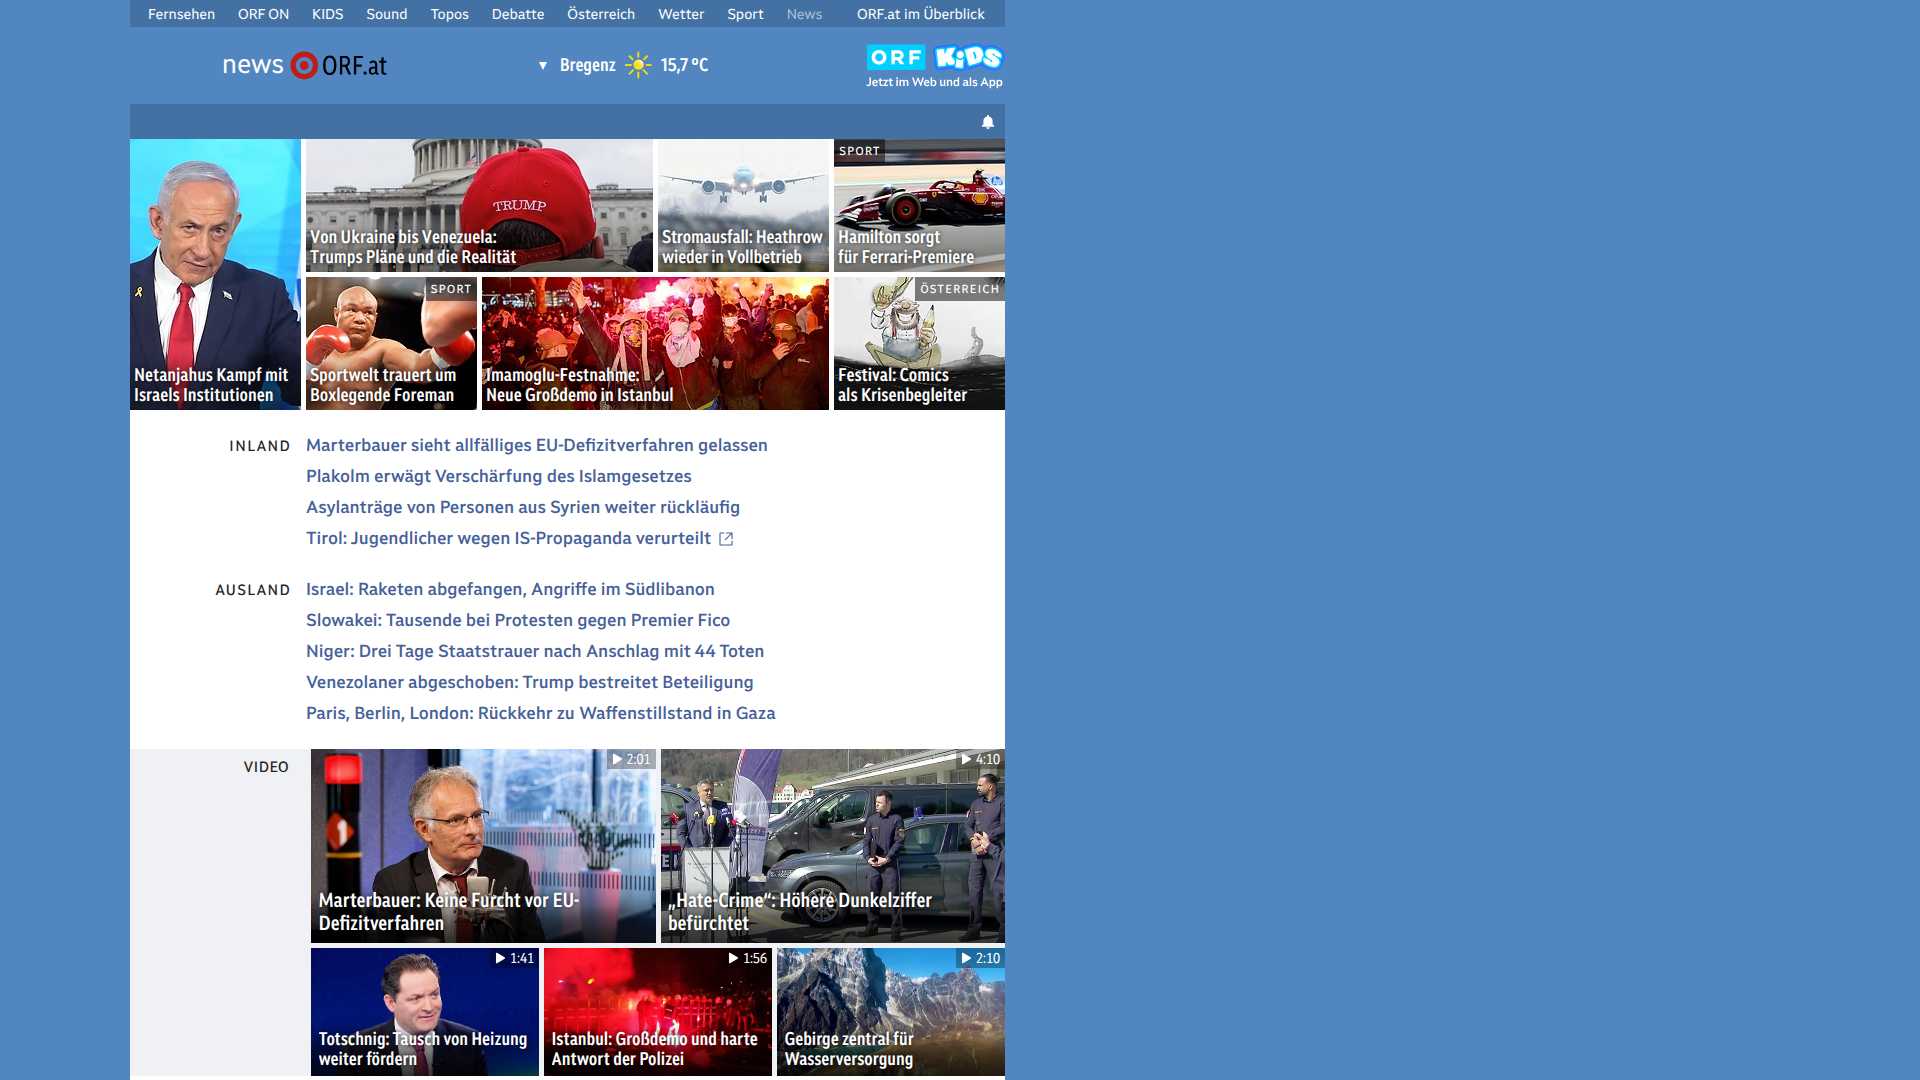 Fernsehen ORF ON KIDS Sound Topos Debatte Österreich Wetter Sport News ORF.at im Überblick
news ORF.at
▼ Bregenz 15,7 °C
ORF KiDS
Jetzt im Web und als App
TRUMP
Von Ukraine bis Venezuela:
Trumps Pläne und die Realität
Stromausfall: Heathrow
wieder in Vollbetrieb
SPORT
Hamilton sorgt
für Ferrari-Premiere
Netanjahus Kampf mit
Israels Institutionen
SPORT
Sportwelt trauert um
Boxlegende Foreman
Imamoglu-Festnahme:
Neue Großdemo in Istanbul
ÖSTERREICH
Festival: Comics
als Krisenbegleiter
INLAND
Marterbauer sieht allfälliges EU-Defizitverfahren gelassen
Plakolm erwägt Verschärfung des Islamgesetzes
Asylanträge von Personen aus Syrien weiter rückläufig
Tirol: Jugendlicher wegen IS-Propaganda verurteilt
AUSLAND
Israel: Raketen abgefangen, Angriffe im Südlibanon
Slowakei: Tausende bei Protesten gegen Premier Fico
Niger: Drei Tage Staatstrauer nach Anschlag mit 44 Toten
Venezolaner abgeschoben: Trump bestreitet Beteiligung
Paris, Berlin, London: Rückkehr zu Waffenstillstand in Gaza
VIDEO
2:01
1
Marterbauer: Keine Furcht vor EU-
Defizitverfahren
4:10
„Hate-Crime“: Höhere Dunkelziffer
befürchtet
1:41
Totschnig: Tausch von Heizung
weiter fördern
1:56
Istanbul: Großdemo und harte
Antwort der Polizei
2:10
Gebirge zentral für
Wasserversorgung